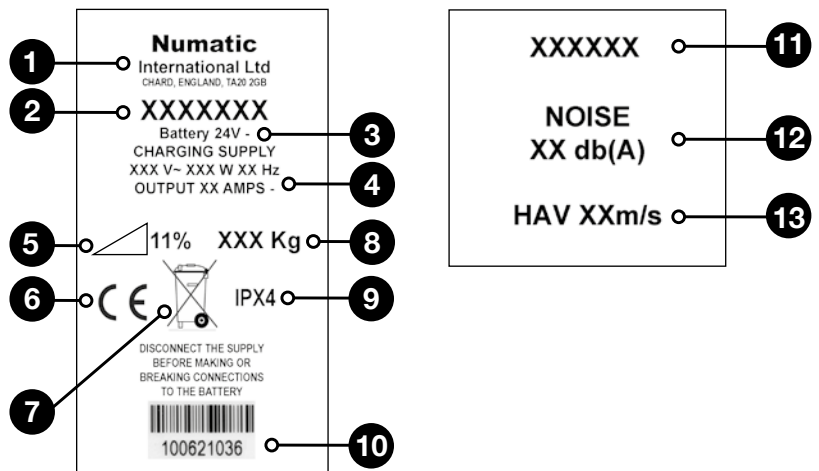 1
Numatic
International Ltd
CHARD, ENGLAND, TA20 2GB
2
XXXXXXX
Battery 24V -
3
CHARGING SUPPLY
XXX V~ XXX W XX Hz
OUTPUT XX AMPS -
4
5
11%
XXX Kg
8
6
CE
IPX4
9
7
DISCONNECT THE SUPPLY
BEFORE MAKING OR
BREAKING CONNECTIONS
TO THE BATTERY
100621036
10
XXXXXX
11
NOISE
XX db(A)
12
HAV XXm/s
13